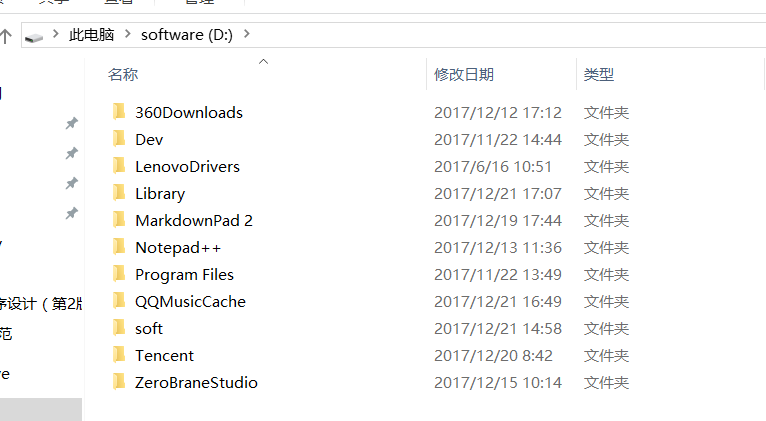 此电脑 software (D:)
名称 修改日期 类型
360Downloads 2017/12/12 17:12 文件夹
Dev 2017/11/22 14:44 文件夹
LenovoDrivers 2017/6/16 10:51 文件夹
Library 2017/12/21 17:07 文件夹
MarkdownPad 2 2017/12/19 17:44 文件夹
Notepad++ 2017/12/13 11:36 文件夹
Program Files 2017/11/22 13:49 文件夹
QQMusicCache 2017/12/21 16:49 文件夹
序设计（第2版
soft 2017/12/21 14:58 文件夹
范
Tencent 2017/12/20 8:42 文件夹
ZeroBraneStudio 2017/12/15 10:14 文件夹